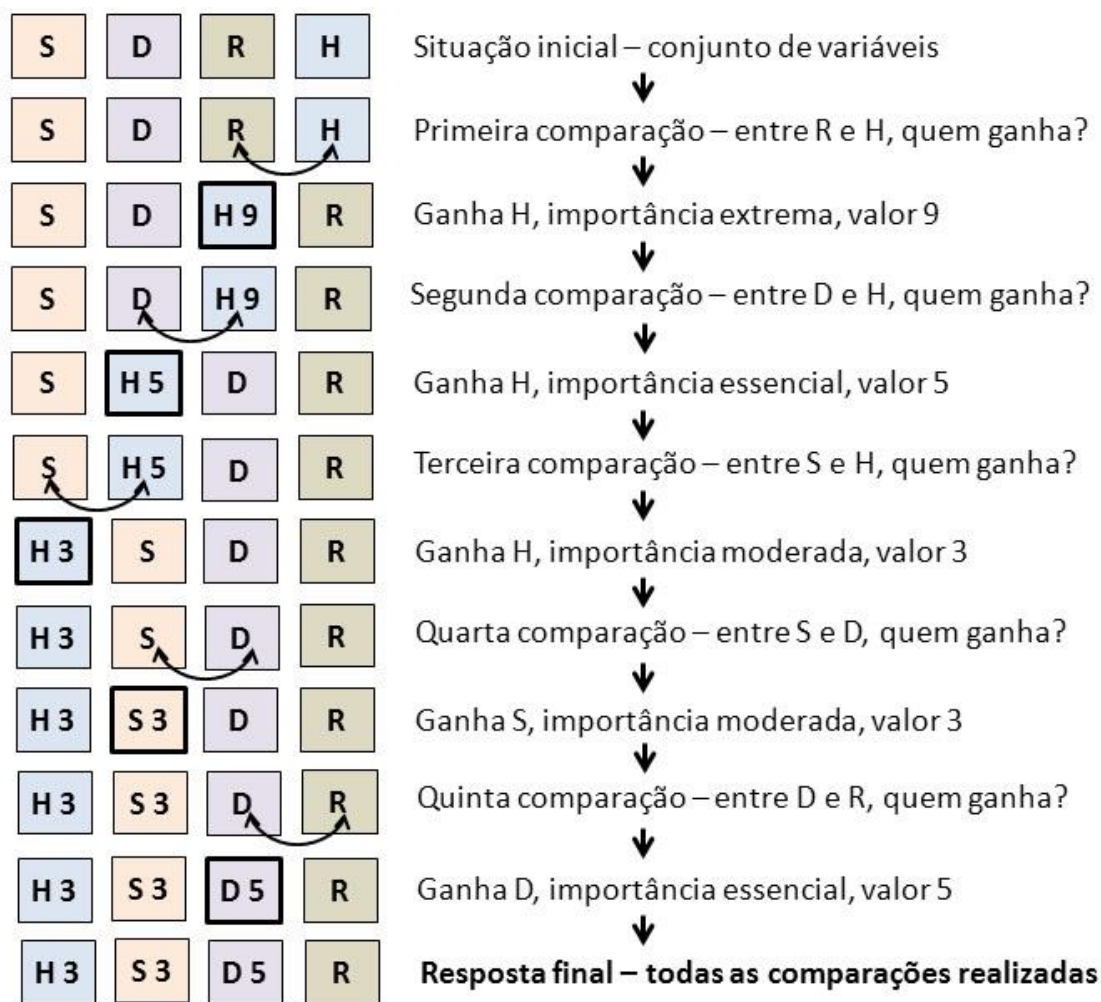 S D R H Situação inicial – conjunto de variáveis
S D R H Primeira comparação – entre R e H, quem ganha?
S D H 9 R Ganha H, importância extrema, valor 9
S D H 9 R Segunda comparação – entre D e H, quem ganha?
S H 5 D R Ganha H, importância essencial, valor 5
S H 5 D R Terceira comparação – entre S e H, quem ganha?
H 3 S D R Ganha H, importância moderada, valor 3
H 3 S D R Quarta comparação – entre S e D, quem ganha?
H 3 S 3 D R Ganha S, importância moderada, valor 3
H 3 S 3 D R Quinta comparação – entre D e R, quem ganha?
H 3 S 3 D 5 R Ganha D, importância essencial, valor 5
H 3 S 3 D 5 R Resposta final – todas as comparações realizadas